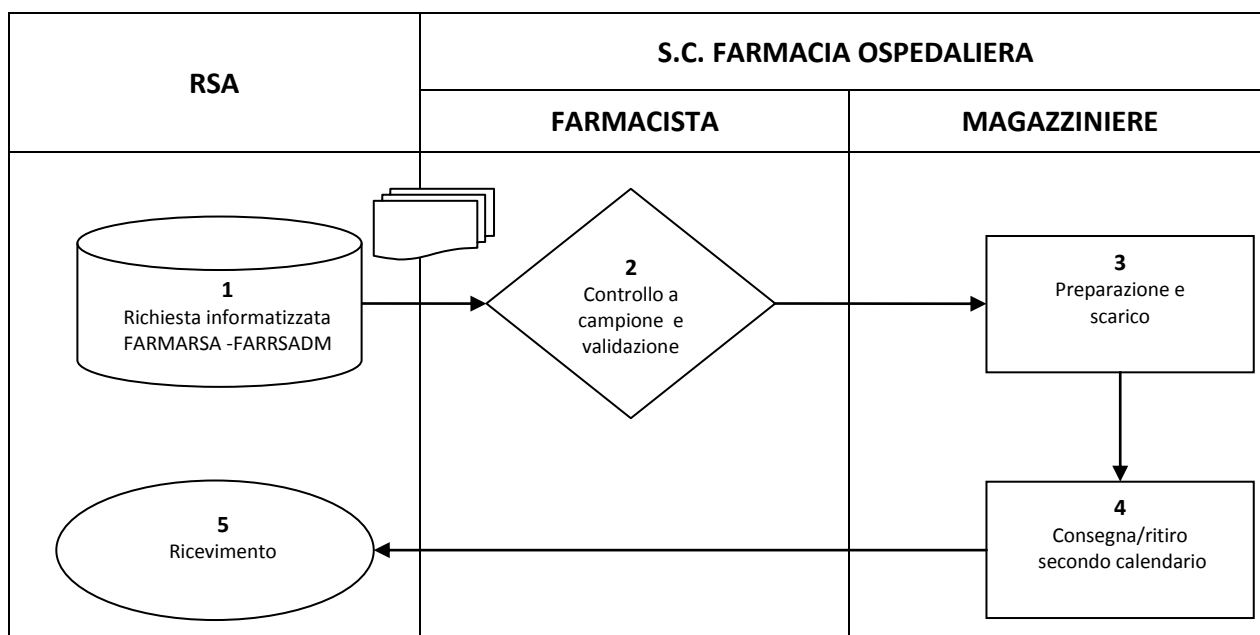 RSA
S.C. FARMACIA OSPEDALIERA
FARMACISTA
MAGAZZINIERE
1
Richiesta informatizzata
FARMARSA -FARRSADM
2
Controllo a
campione e
validazione
3
Preparazione e
scarico
4
Consegna/ritiro
secondo calendario
5
Ricevimento